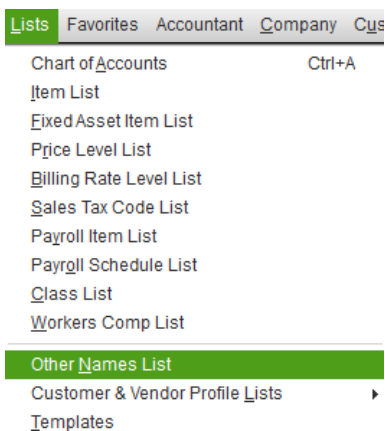 Lists Favorites Accountant Company Cus
Chart of Accounts Ctrl+A
Item List
Fixed Asset Item List
Price Level List
Billing Rate Level List
Sales Tax Code List
Payroll Item List
Payroll Schedule List
Class List
Workers Comp List
Other Names List
Customer & Vendor Profile Lists
Templates